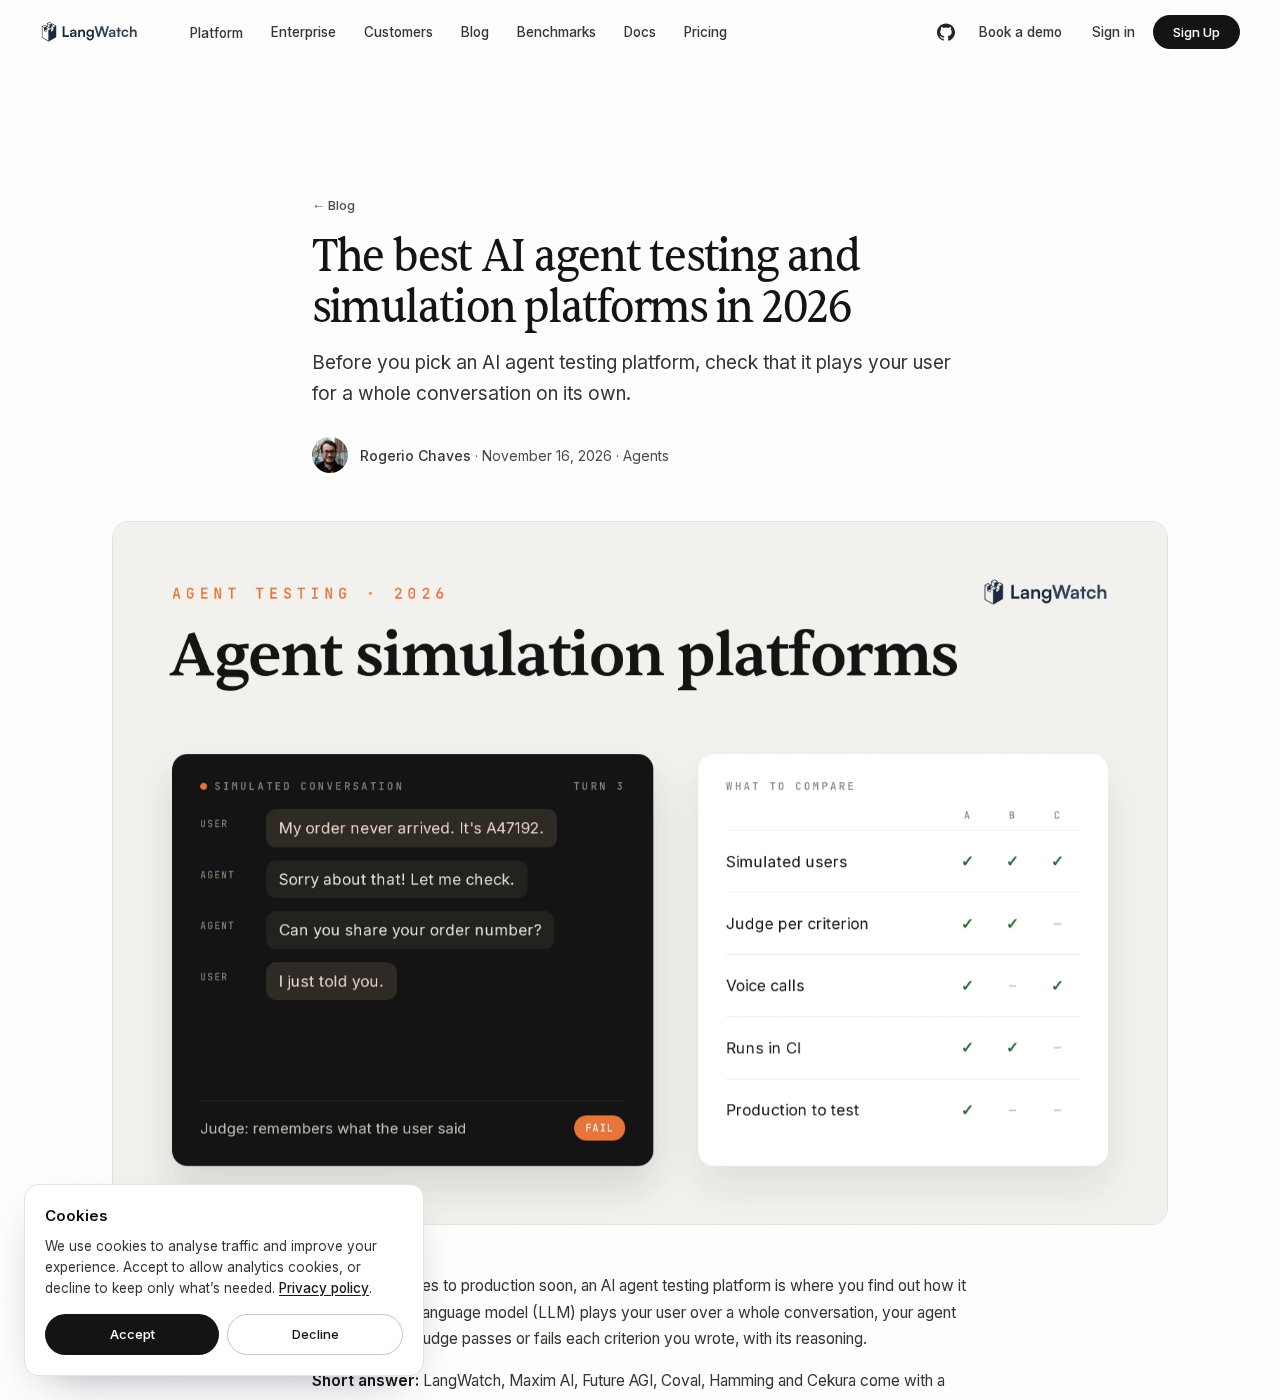 LangWatch Platform Enterprise Customers Blog Benchmarks Docs Pricing Book a demo Sign in Sign Up
← Blog
The best AI agent testing and
simulation platforms in 2026
Before you pick an AI agent testing platform, check that it plays your user
for a whole conversation on its own.
Rogerio Chaves · November 16, 2026 · Agents
AGENT TESTING · 2026
LangWatch
Agent simulation platforms
SIMULATED CONVERSATION TURN 3
USER My order never arrived. It's A47192.
AGENT Sorry about that! Let me check.
AGENT Can you share your order number?
USER I just told you.
Judge: remembers what the user said FAIL
WHAT TO COMPARE
A B C
Simulated users ✓ ✓ ✓
Judge per criterion ✓ ✓ –
Voice calls ✓ – ✓
Runs in CI ✓ ✓ –
Production to test ✓ – –
Cookies
We use cookies to analyse traffic and improve your
experience. Accept to allow analytics cookies, or
decline to keep only what’s needed. Privacy policy.
Accept Decline
to production soon, an AI agent testing platform is where you find out how it
language model (LLM) plays your user over a whole conversation, your agent
judge passes or fails each criterion you wrote, with its reasoning.
Short answer: LangWatch, Maxim AI, Future AGI, Coval, Hamming and Cekura come with a